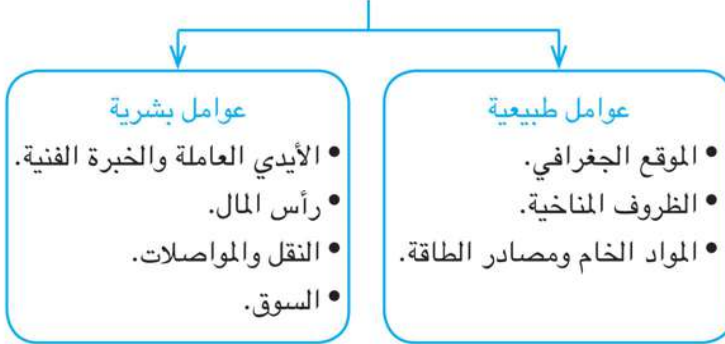 عوامل طبيعية
• الموقع الجغرافي.
• الظروف المناخية.
• المواد الخام ومصادر الطاقة.
عوامل بشرية
• الأيدي العاملة والخبرة الفنية.
• رأس المال.
• النقل والمواصلات.
• السوق.